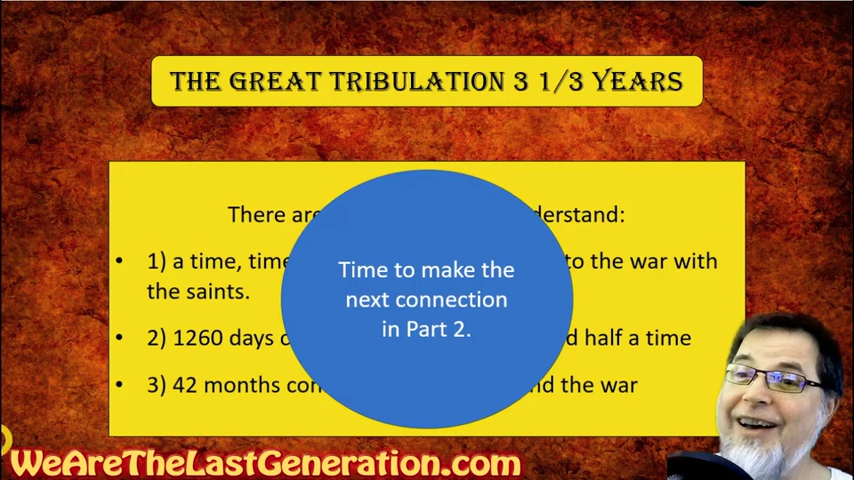 THE GREAT TRIBULATION 3 1/3 YEARS
There are derstand:
• 1) a time, time to the war with
the saints.
• 2) 1260 days d half a time
• 3) 42 months con nd the war
Time to make the
next connection
in Part 2.
WeAreTheLastGeneration.com